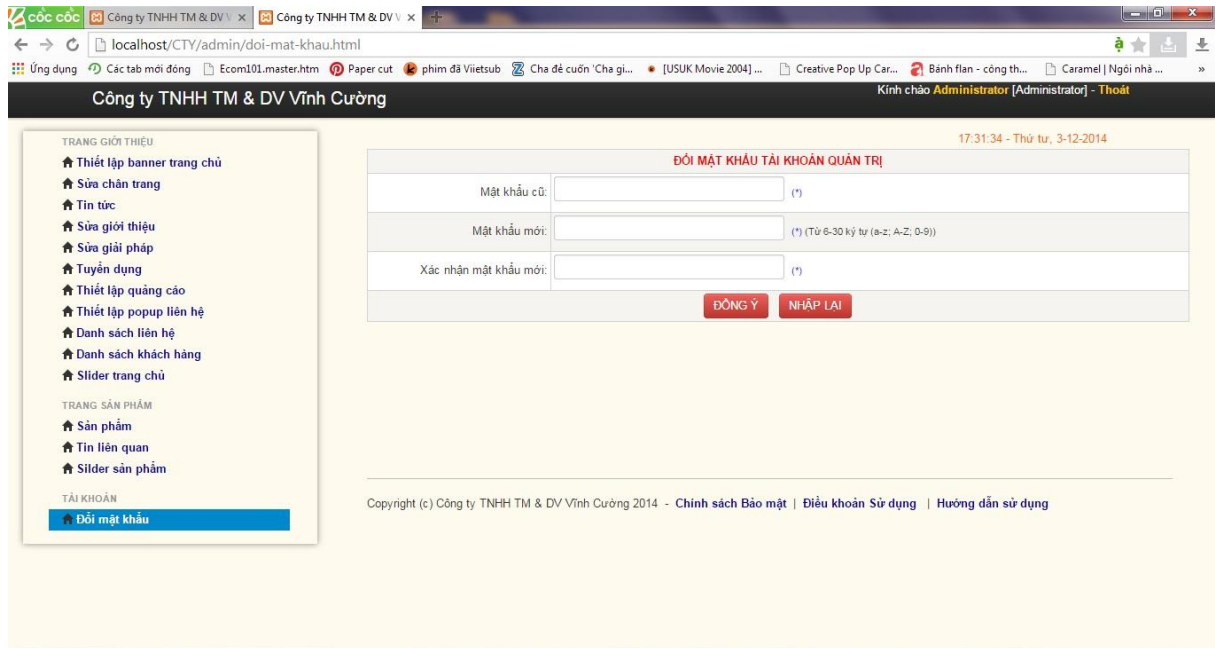 cốc cốc Công ty TNHH TM & DV V × Công ty TNHH TM & DV V ×
localhost/CTY/admin/doi-mat-khau.html
Ứng dụng Các tab mới đóng Ecom101.master.htm Paper cut phim đã Viietsub Cha đẻ cuốn 'Cha gi... [USUK Movie 2004] ... Creative Pop Up Car... Bánh flan - công th... Caramel | Ngôi nhà ... »
Công ty TNHH TM & DV Vĩnh Cường
Kính chào Administrator [Administrator] - Thoát
TRANG GIỚI THIỆU
Thiết lập banner trang chủ
Sửa chân trang
Tin tức
Sửa giới thiệu
Sửa giải pháp
Tuyển dụng
Thiết lập quảng cáo
Thiết lập popup liên hệ
Danh sách liên hệ
Danh sách khách hàng
Slider trang chủ
TRANG SẢN PHẨM
Sản phẩm
Tin liên quan
Silder sản phẩm
TÀI KHOẢN
Đổi mật khẩu
17:31:34 - Thứ tư, 3-12-2014
ĐỔI MẬT KHẨU TÀI KHOẢN QUẢN TRỊ
Mật khẩu cũ: (*)
Mật khẩu mới: (*) (Từ 6-30 ký tự (a-z; A-Z; 0-9))
Xác nhận mật khẩu mới: (*)
ĐỒNG Ý NHẬP LẠI
Copyright (c) Công ty TNHH TM & DV Vĩnh Cường 2014 - Chính sách Bảo mật | Điều khoản Sử dụng | Hướng dẫn sử dụng